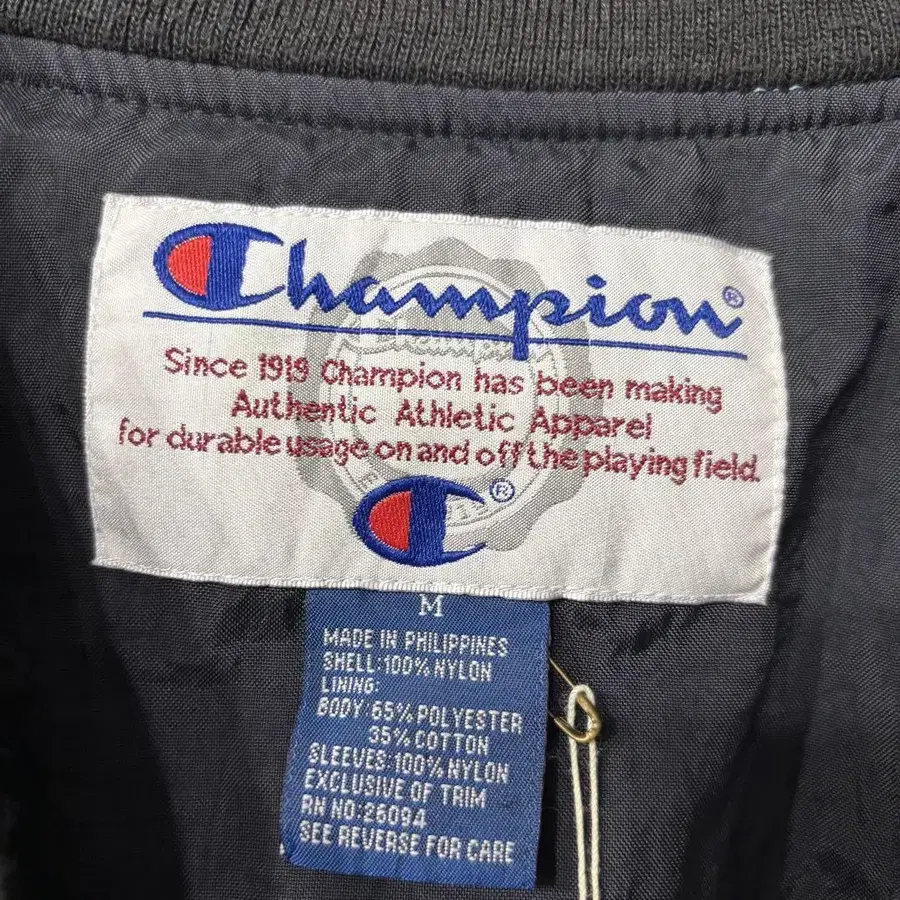 Champion®
Since 1919 Champion has been making
Authentic Athletic Apparel
for durable usage on and off the playing field.
®
M
MADE IN PHILIPPINES
SHELL:100% NYLON
LINING:
BODY:65% POLYESTER
35% COTTON
SLEEVES:100% NYLON
EXCLUSIVE OF TRIM
RN NO:26094
SEE REVERSE FOR CARE